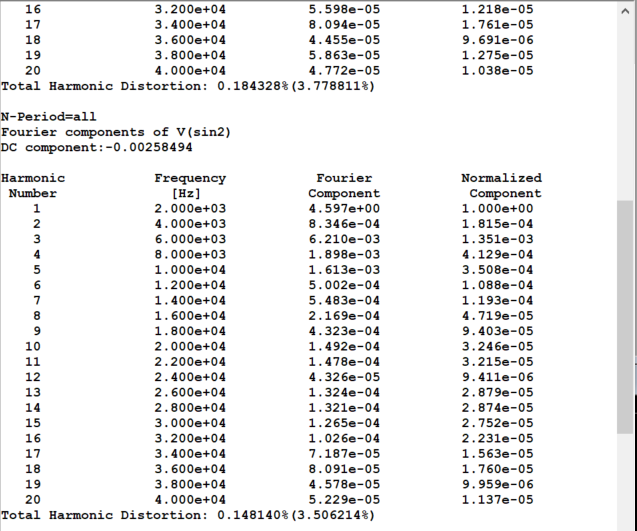 16 3.200e+04 5.598e-05 1.218e-05
17 3.400e+04 8.094e-05 1.761e-05
18 3.600e+04 4.455e-05 9.691e-06
19 3.800e+04 5.863e-05 1.275e-05
20 4.000e+04 4.772e-05 1.038e-05
Total Harmonic Distortion: 0.184328%(3.778811%)

N-Period=all
Fourier components of V(sin2)
DC component:-0.00258494

Harmonic Frequency Fourier Normalized
Number [Hz] Component Component
1 2.000e+03 4.597e+00 1.000e+00
2 4.000e+03 8.346e-04 1.815e-04
3 6.000e+03 6.210e-03 1.351e-03
4 8.000e+03 1.898e-03 4.129e-04
5 1.000e+04 1.613e-03 3.508e-04
6 1.200e+04 5.002e-04 1.088e-04
7 1.400e+04 5.483e-04 1.193e-04
8 1.600e+04 2.169e-04 4.719e-05
9 1.800e+04 4.323e-04 9.403e-05
10 2.000e+04 1.492e-04 3.246e-05
11 2.200e+04 1.478e-04 3.215e-05
12 2.400e+04 4.326e-05 9.411e-06
13 2.600e+04 1.324e-04 2.879e-05
14 2.800e+04 1.321e-04 2.874e-05
15 3.000e+04 1.265e-04 2.752e-05
16 3.200e+04 1.026e-04 2.231e-05
17 3.400e+04 7.187e-05 1.563e-05
18 3.600e+04 8.091e-05 1.760e-05
19 3.800e+04 4.578e-05 9.959e-06
20 4.000e+04 5.229e-05 1.137e-05
Total Harmonic Distortion: 0.148140%(3.506214%)